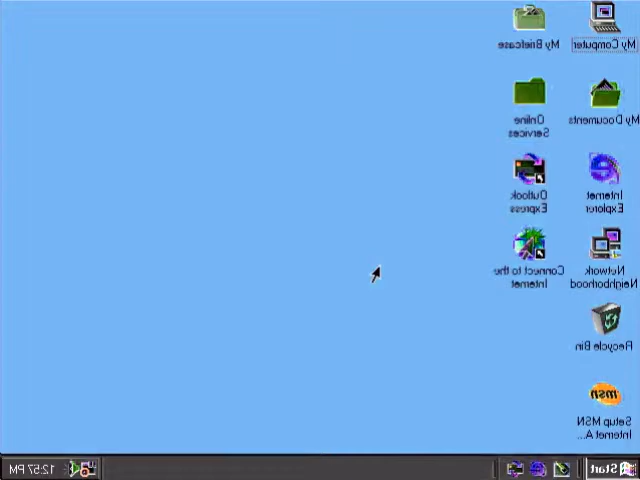 My Computer
My Briefcase
My Documents
Online
Services
Internet
Explorer
Outlook
Express
Network
Neighborhood
Connect to the
Internet
Recycle Bin
msn
Setup MSN
Internet A...
Start
12:57 PM